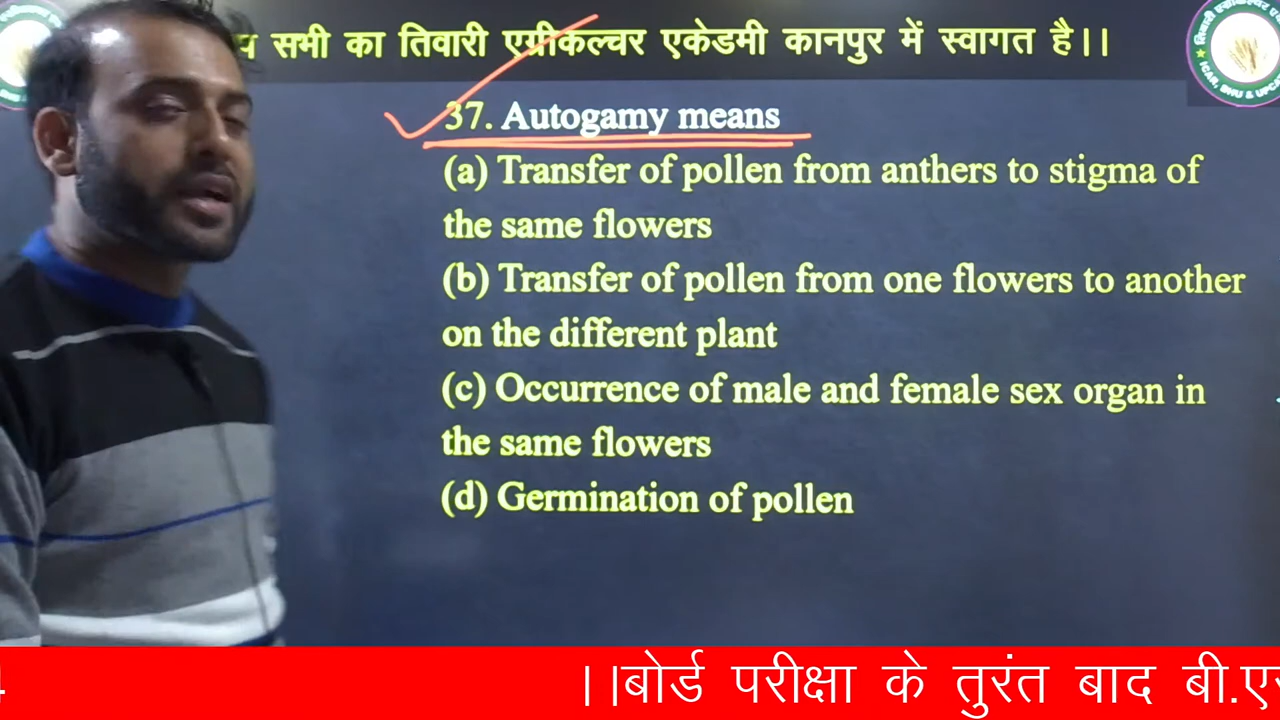 सभी का तिवारी एग्रीकल्चर एकेडमी कानपुर में स्वागत है।।
37. Autogamy means
(a) Transfer of pollen from anthers to stigma of
the same flowers
(b) Transfer of pollen from one flowers to another
on the different plant
(c) Occurrence of male and female sex organ in
the same flowers
(d) Germination of pollen
।।बोर्ड परीक्षा के तुरंत बाद